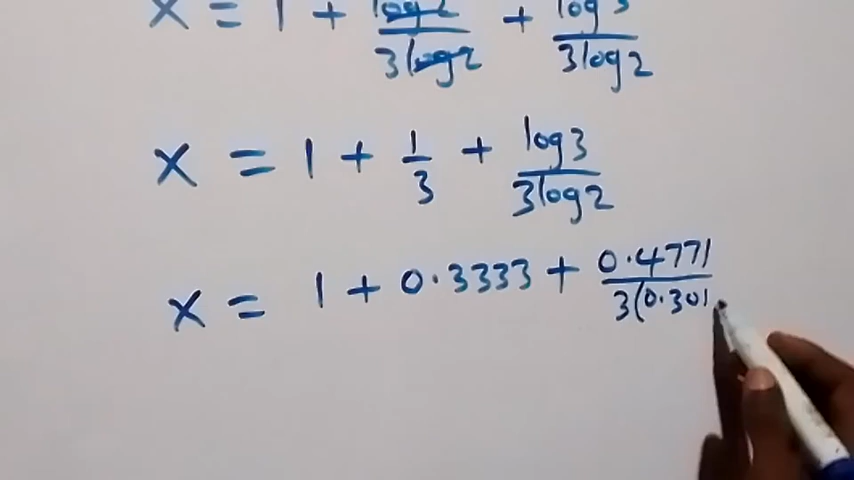 x = 1 + log2/3log2 + log3/3log2
x = 1 + 1/3 + log3/3log2
x = 1 + 0.3333 + 0.4771/3(0.301